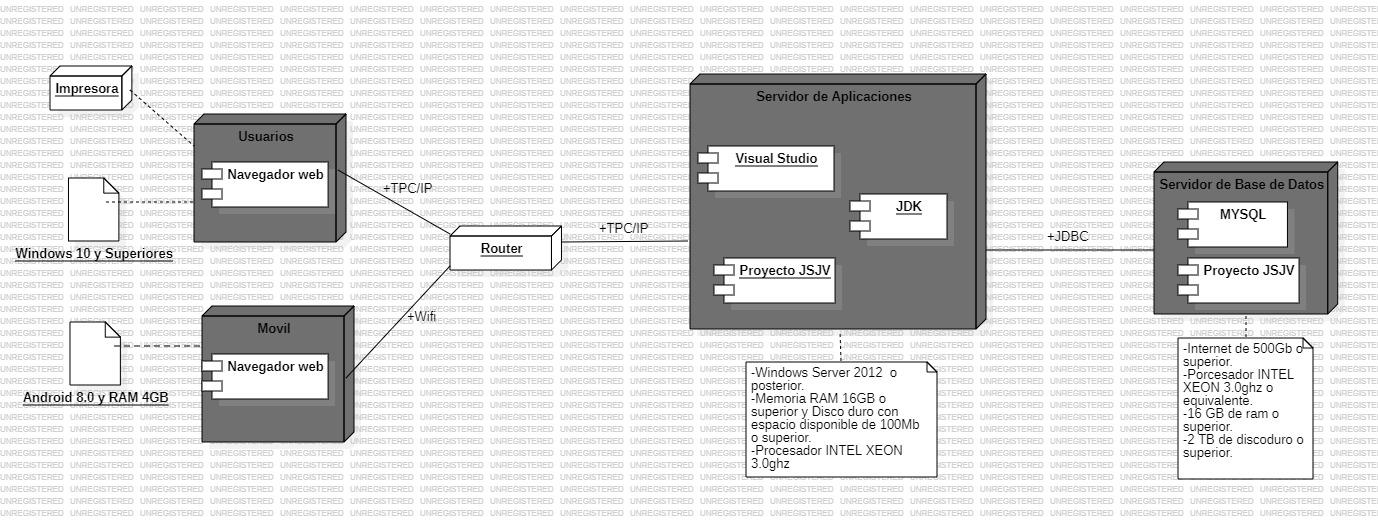 Impresora
Usuarios
Navegador web
Windows 10 y Superiores
Movil
Navegador web
Android 8.0 y RAM 4GB
+TPC/IP
+Wifi
Router
+TPC/IP
Servidor de Aplicaciones
Visual Studio
JDK
Proyecto JSJV
-Windows Server 2012 o
posterior.
-Memoria RAM 16GB o
superior y Disco duro con
espacio disponible de 100Mb
o superior.
-Procesador INTEL XEON
3.0ghz
+JDBC
Servidor de Base de Datos
MYSQL
Proyecto JSJV
-Internet de 500Gb o
superior.
-Porcesador INTEL
XEON 3.0ghz o
equivalente.
-16 GB de ram o
superior.
-2 TB de discoduro o
superior.
UNREGISTERED